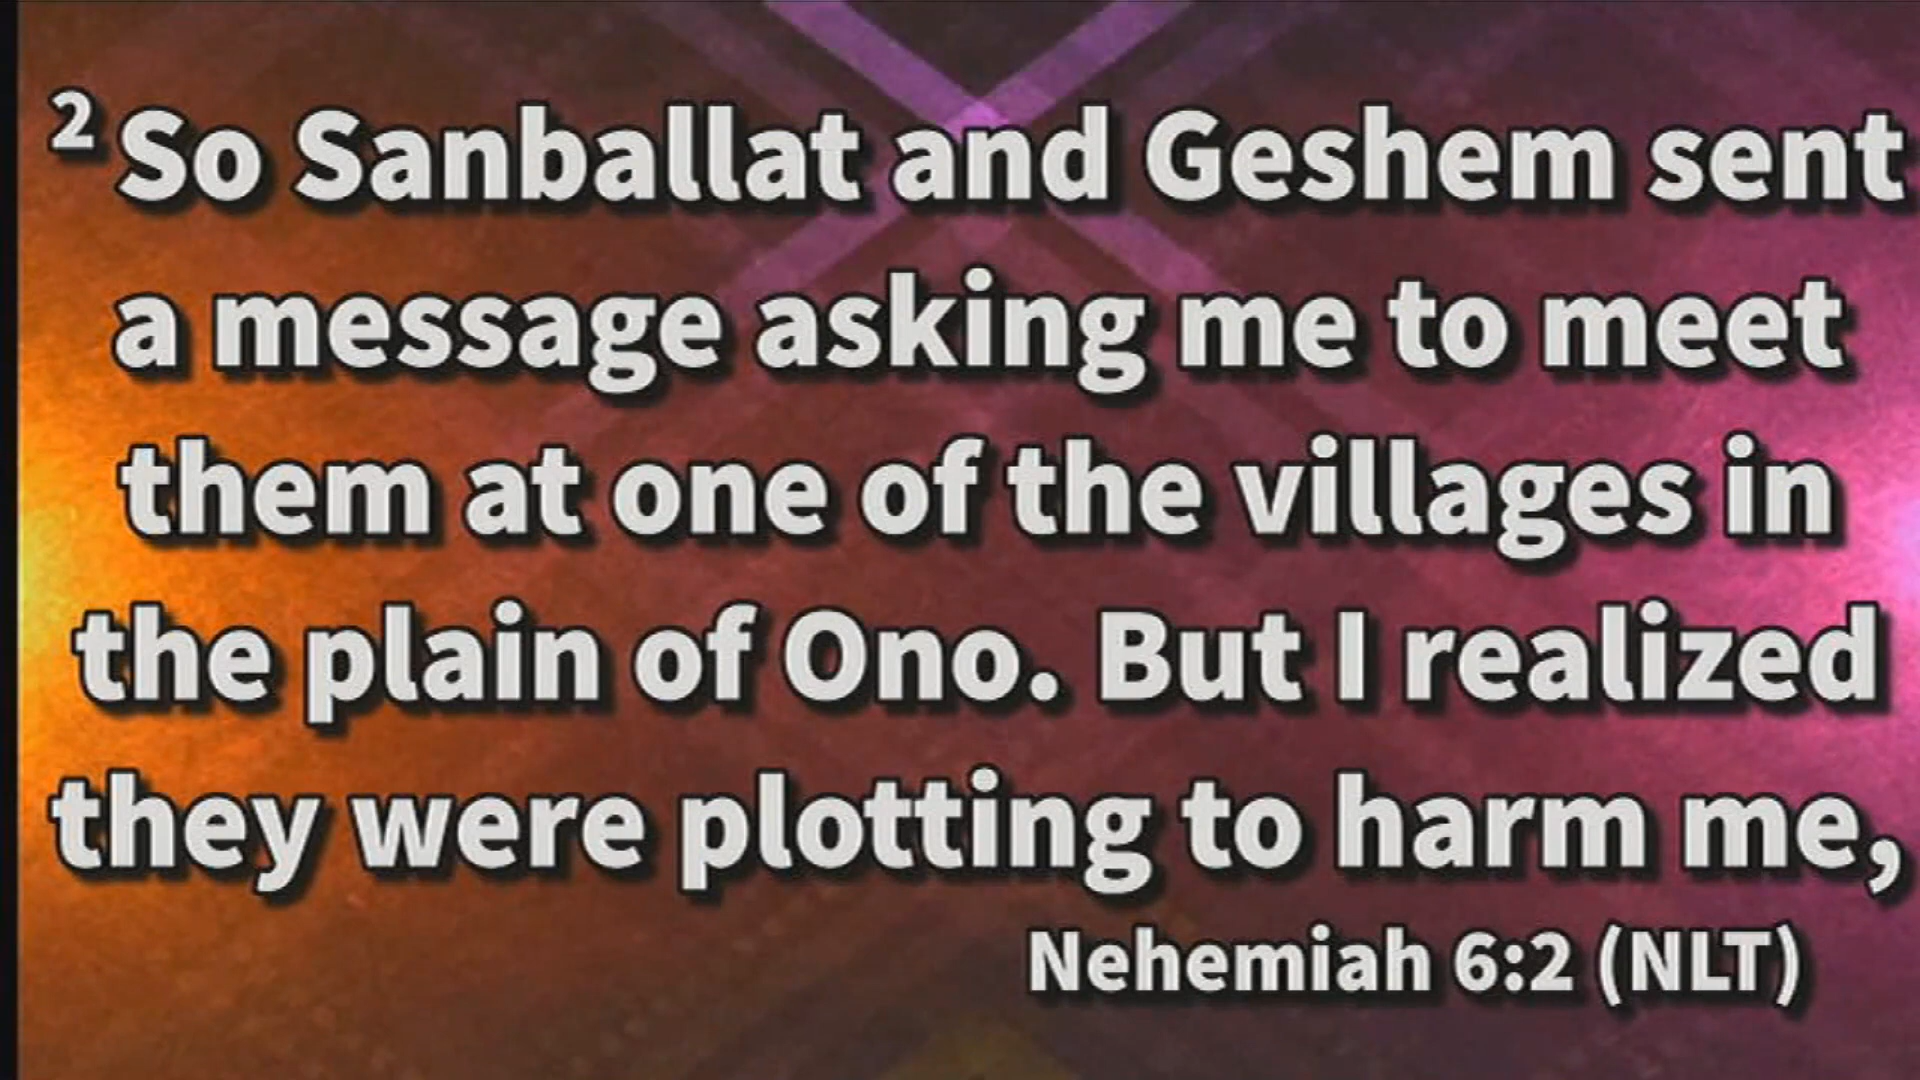 ² So Sanballat and Geshem sent
a message asking me to meet
them at one of the villages in
the plain of Ono. But I realized
they were plotting to harm me,
Nehemiah 6:2 (NLT)